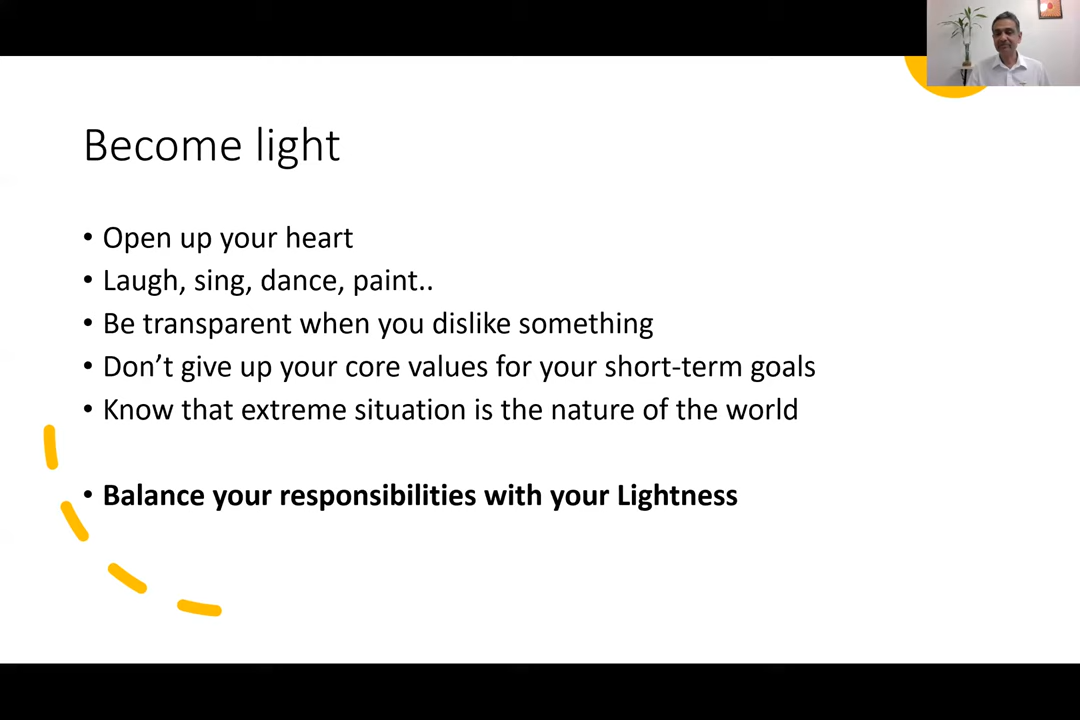 Become light
• Open up your heart
• Laugh, sing, dance, paint..
• Be transparent when you dislike something
• Don’t give up your core values for your short-term goals
• Know that extreme situation is the nature of the world
• Balance your responsibilities with your Lightness